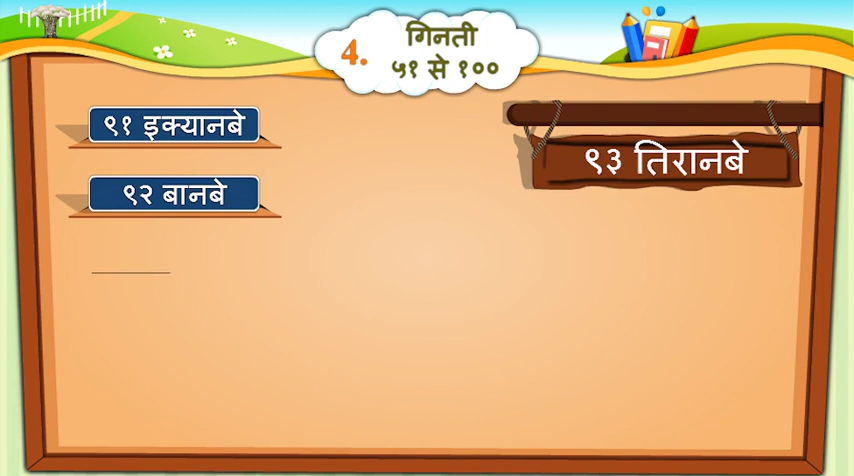 4.
गिनती
५१ से १००
९१ इक्यानबे
९२ बानबे
९३ तिरानबे